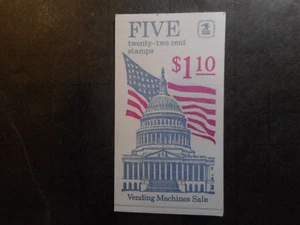 FIVE
twenty-two cent
stamps
$1.10
Vending Machines Sale